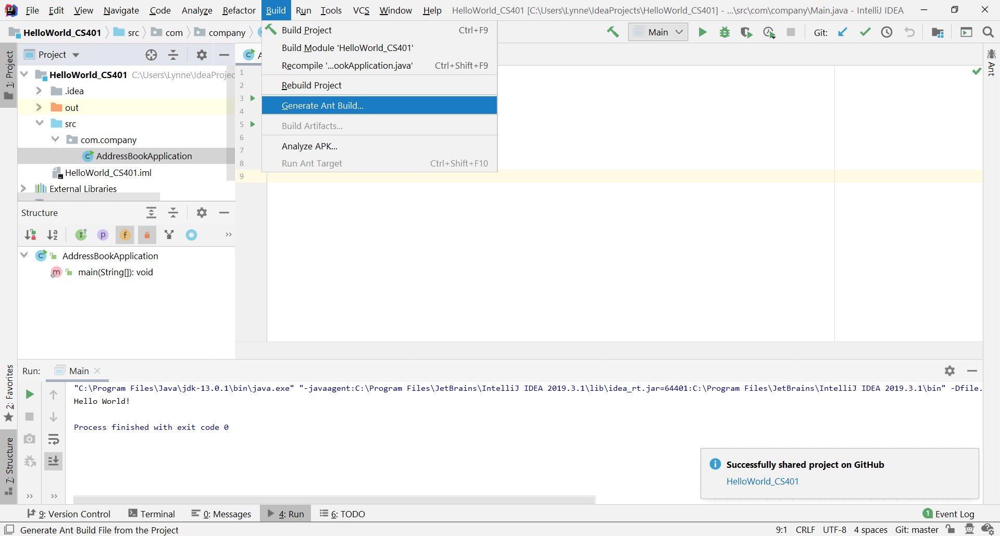 File Edit View Navigate Code Analyze Refactor Build Run Tools VCS Window Help HelloWorld_CS401 [C:\Users\Lynne\IdeaProjects\HelloWorld_CS401] - ...\src\com\company\Main.java - IntelliJ IDEA
HelloWorld_CS401 src com company
Main
Git:
Build Project Ctrl+F9
Build Module 'HelloWorld_CS401'
Recompile '...ookApplication.java' Ctrl+Shift+F9
Rebuild Project
Generate Ant Build...
Build Artifacts...
Analyze APK...
Run Ant Target Ctrl+Shift+F10
1: Project
Project
HelloWorld_CS401 C:\Users\Lynne\IdeaProjec
.idea
out
src
com.company
AddressBookApplication
HelloWorld_CS401.iml
External Libraries
A
1
2
3
4
5
6
7
8
9
Ant
Structure
AddressBookApplication
main(String[]): void
2: Favorites
7: Structure
Run: Main
"C:\Program Files\Java\jdk-13.0.1\bin\java.exe" "-javaagent:C:\Program Files\JetBrains\IntelliJ IDEA 2019.3.1\lib\idea_rt.jar=64401:C:\Program Files\JetBrains\IntelliJ IDEA 2019.3.1\bin" -Dfile.
Hello World!
Process finished with exit code 0
Successfully shared project on GitHub
HelloWorld_CS401
9: Version Control Terminal 0: Messages 4: Run 6: TODO 1 Event Log
Generate Ant Build File from the Project 9:1 CRLF UTF-8 4 spaces Git: master